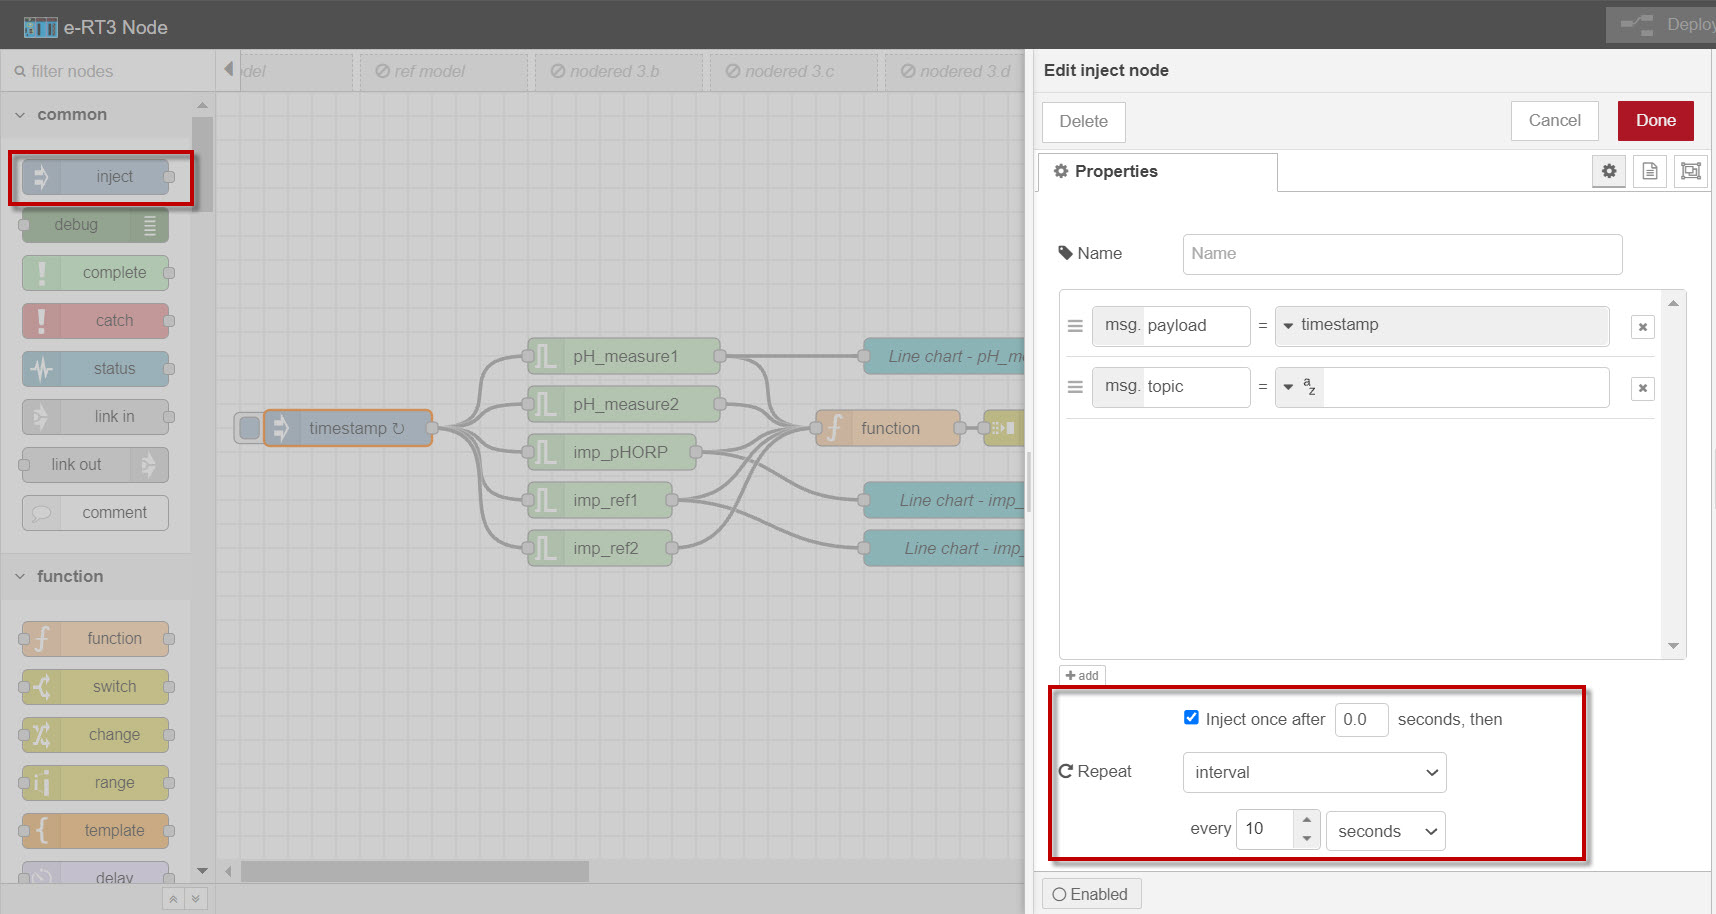 e-RT3 Node
Deploy
filter nodes
odel
ref model
nodered 3.b
nodered 3.c
nodered 3.d
common
inject
debug
complete
catch
status
link in
link out
comment
function
function
switch
change
range
template
delay
timestamp ↻
pH_measure1
pH_measure2
imp_pHORP
imp_ref1
imp_ref2
Line chart - pH_me
function
Line chart - imp_
Line chart - imp_
Edit inject node
Delete
Cancel
Done
Properties
Name
Name
msg. payload = timestamp
msg. topic = a z
+ add
Inject once after 0.0 seconds, then
Repeat
interval
every 10 seconds
Enabled